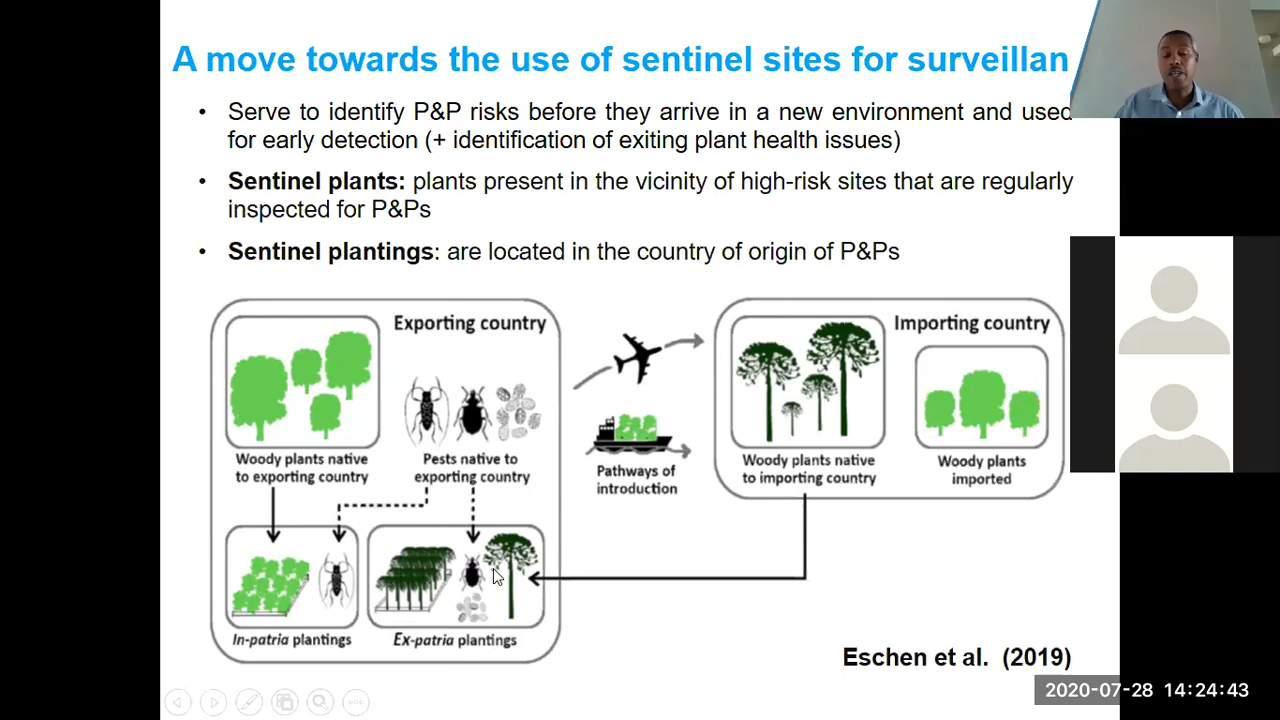 A move towards the use of sentinel sites for surveillan
• Serve to identify P&P risks before they arrive in a new environment and used
for early detection (+ identification of exiting plant health issues)
• Sentinel plants: plants present in the vicinity of high-risk sites that are regularly
inspected for P&Ps
• Sentinel plantings: are located in the country of origin of P&Ps
Exporting country
Importing country
Woody plants native
to exporting country
Pests native to
exporting country
Pathways of
introduction
Woody plants native
to importing country
Woody plants
imported
In-patria plantings
Ex-patria plantings
Eschen et al. (2019)
2020-07-28 14:24:43